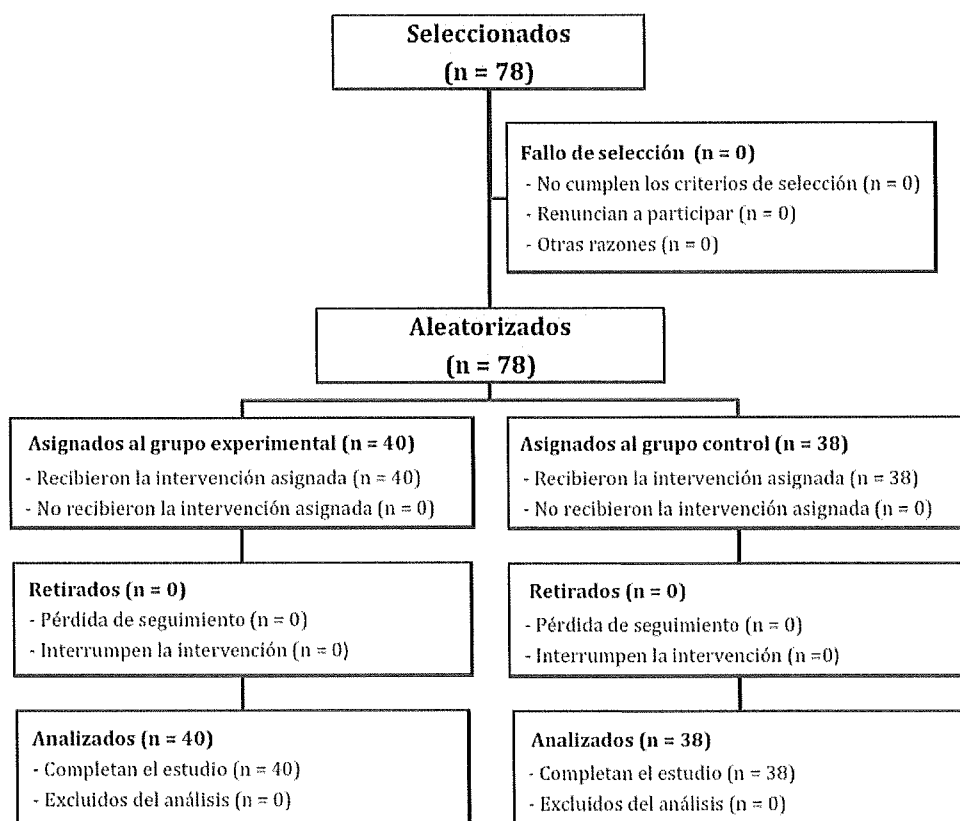 Seleccionados
(n = 78)
Fallo de selección (n = 0)
- No cumplen los criterios de selección (n = 0)
- Renuncian a participar (n = 0)
- Otras razones (n = 0)
Aleatorizados
(n = 78)
Asignados al grupo experimental (n = 40)
- Recibieron la intervención asignada (n = 40)
- No recibieron la intervención asignada (n = 0)
Asignados al grupo control (n = 38)
- Recibieron la intervención asignada (n = 38)
- No recibieron la intervención asignada (n = 0)
Retirados (n = 0)
- Pérdida de seguimiento (n = 0)
- Interrumpen la intervención (n = 0)
Retirados (n = 0)
- Pérdida de seguimiento (n = 0)
- Interrumpen la intervención (n =0)
Analizados (n = 40)
- Completan el estudio (n = 40)
- Excluidos del análisis (n = 0)
Analizados (n = 38)
- Completan el estudio (n = 38)
- Excluidos del análisis (n = 0)